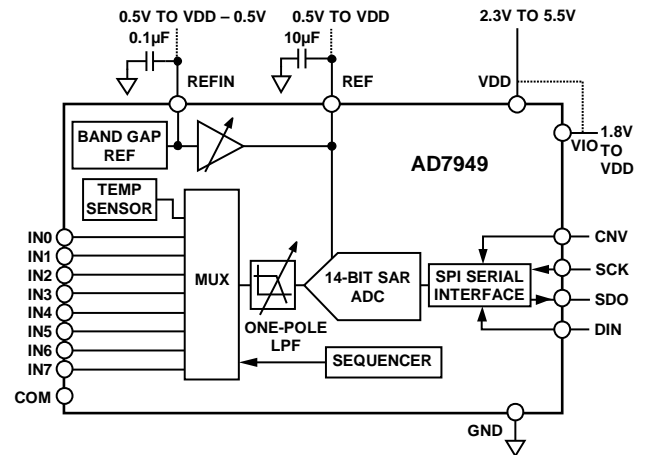 0.5V TO VDD – 0.5V
0.5V TO VDD
2.3V TO 5.5V
0.1µF
10µF
REFIN
REF
VDD
BAND GAP
REF
AD7949
VIO
1.8V
TO
VDD
TEMP
SENSOR
IN0
IN1
IN2
IN3
IN4
IN5
IN6
IN7
COM
MUX
ONE-POLE
LPF
14-BIT SAR
ADC
SPI SERIAL
INTERFACE
CNV
SCK
SDO
DIN
SEQUENCER
GND